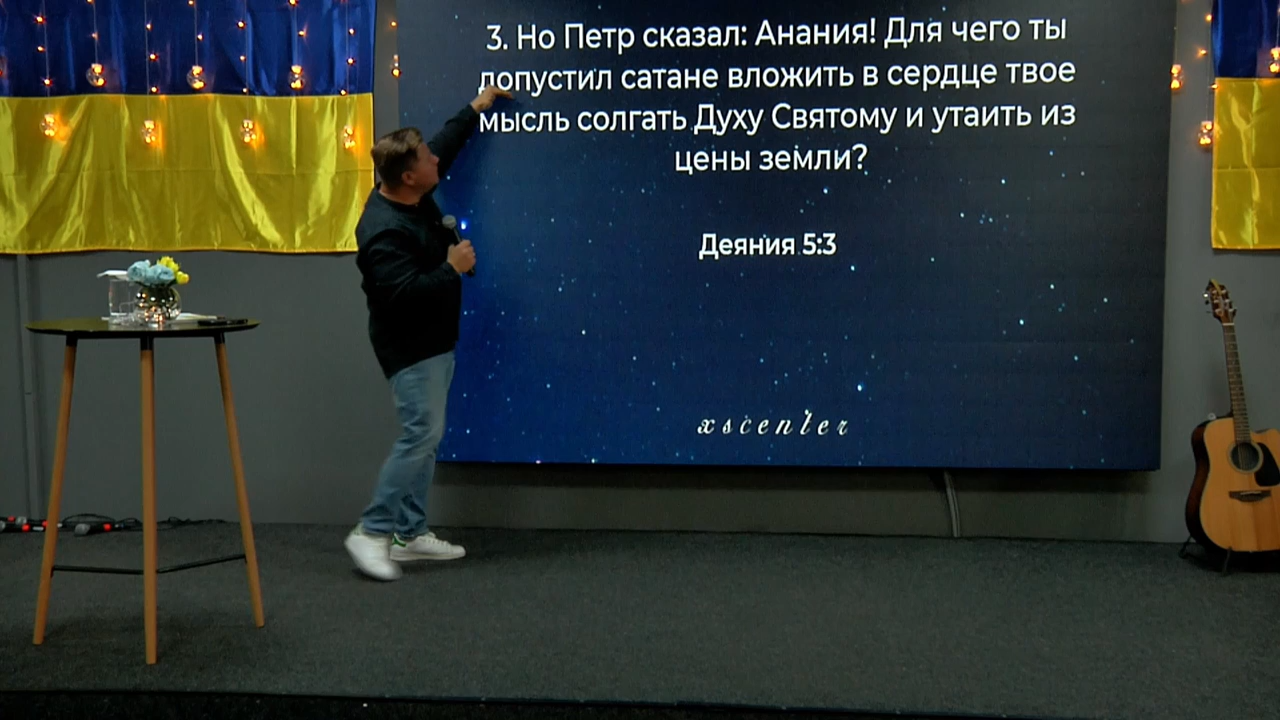 3. Но Петр сказал: Анания! Для чего ты
допустил сатане вложить в сердце твое
мысль солгать Духу Святому и утаить из
цены земли?
Деяния 5:3
xscenter